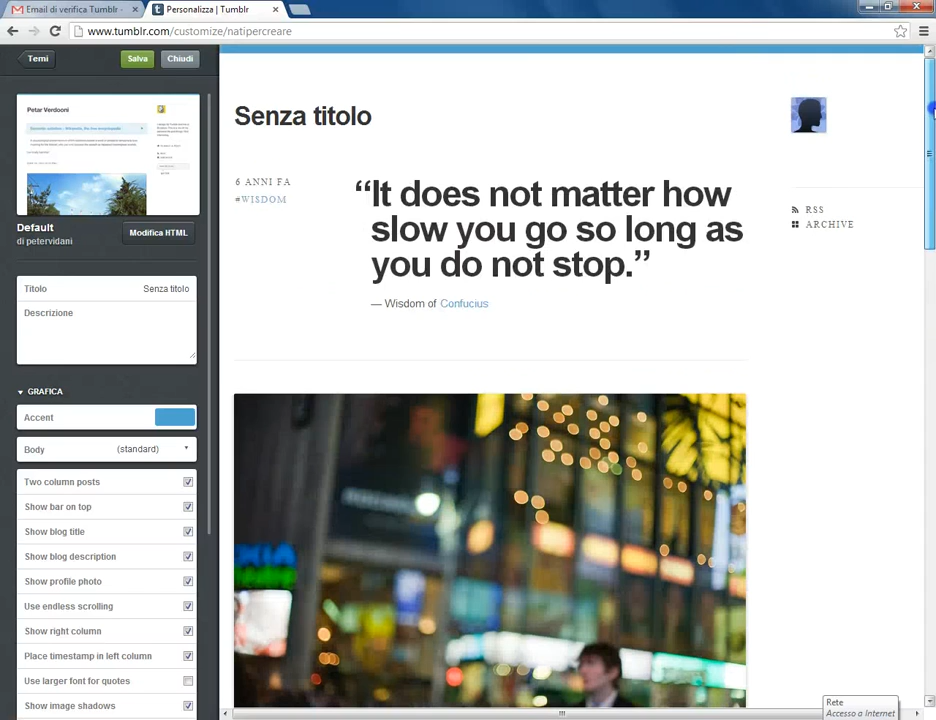 Email di verifica Tumblr -
Personalizza | Tumblr
www.tumblr.com/customize/natipercreare
Temi
Salva
Chiudi
Petar Verdooni
Default
di petervidani
Modifica HTML
Titolo
Senza titolo
Descrizione
GRAFICA
Accent
Body
(standard)
Two column posts
Show bar on top
Show blog title
Show blog description
Show profile photo
Use endless scrolling
Show right column
Place timestamp in left column
Use larger font for quotes
Show image shadows
Senza titolo
6 ANNI FA
#WISDOM
“It does not matter how
slow you go so long as
you do not stop.”
— Wisdom of Confucius
RSS
ARCHIVE
Rete
Accesso a Internet